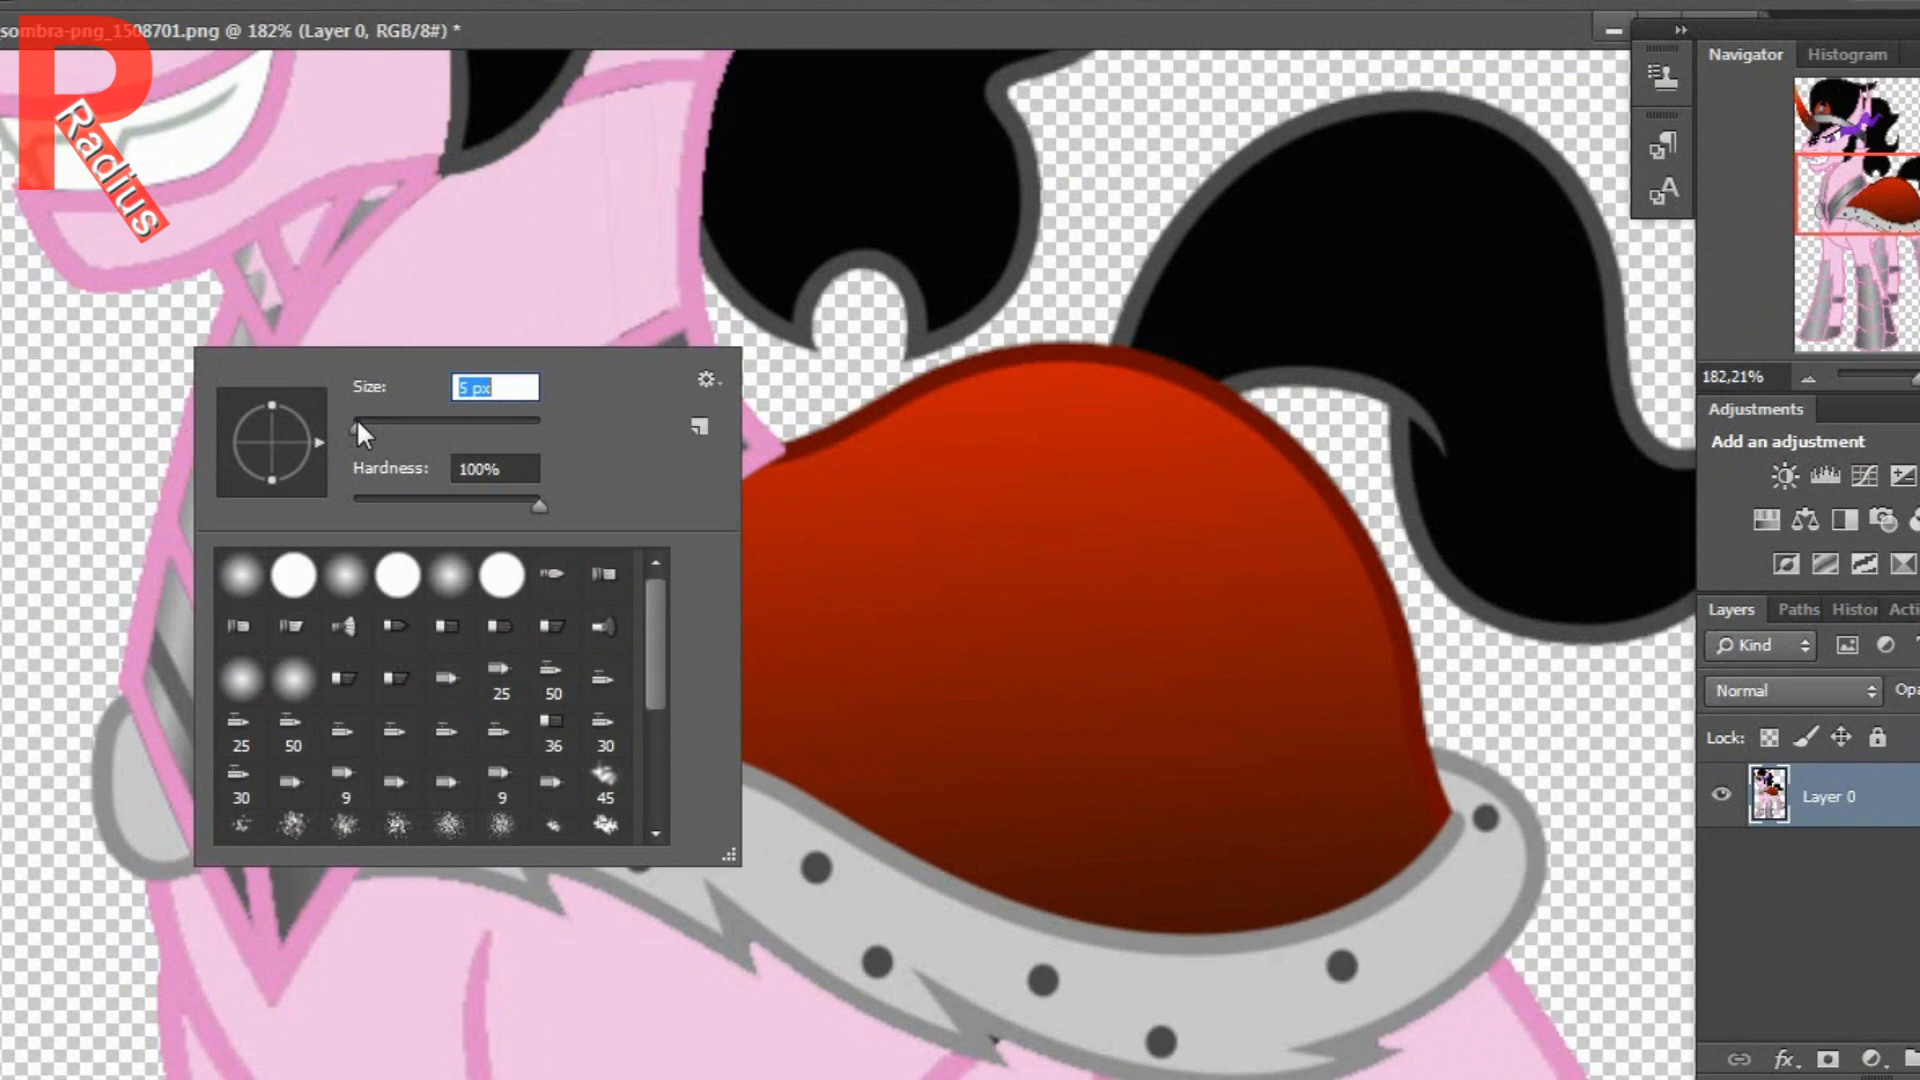 sombra-png_1508701.png @ 182% (Layer 0, RGB/8#) *
R
Radius
Navigator
Histogram
Size:
5 px
Hardness:
100%
25
50
25
50
36
30
30
9
9
45
182,21%
Adjustments
Add an adjustment
Layers
Paths
Histor
Acti
Kind
Normal
Opa
Lock:
Layer 0
fx